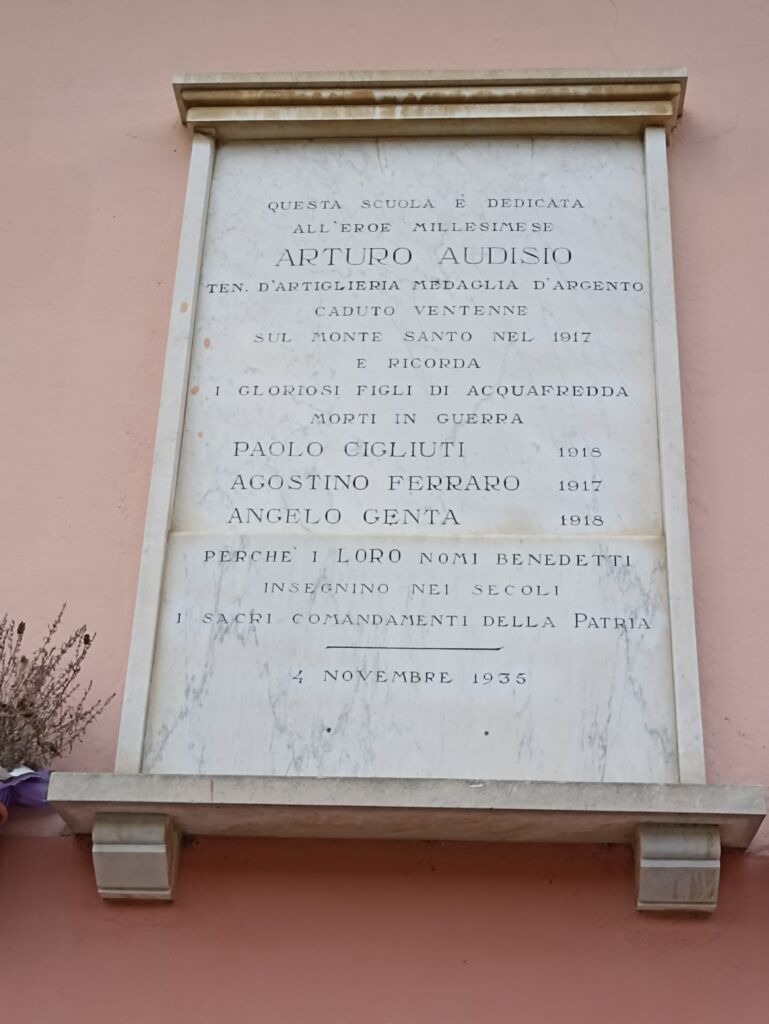 QUESTA SCUOLA È DEDICATA
ALL'EROE MILLESIMESE
ARTURO AUDISIO
TEN. D'ARTIGLIERIA MEDAGLIA D'ARGENTO
CADUTO VENTENNE
SUL MONTE SANTO NEL 1917
E RICORDA
I GLORIOSI FIGLI DI ACQUAFREDDA
MORTI IN GUERRA
PAOLO CIGLIUTI 1918
AGOSTINO FERRARO 1917
ANGELO GENTA 1918
PERCHE' I LORO NOMI BENEDETTI
INSEGNINO NEI SECOLI
I SACRI COMANDAMENTI DELLA PATRIA
4 NOVEMBRE 1935